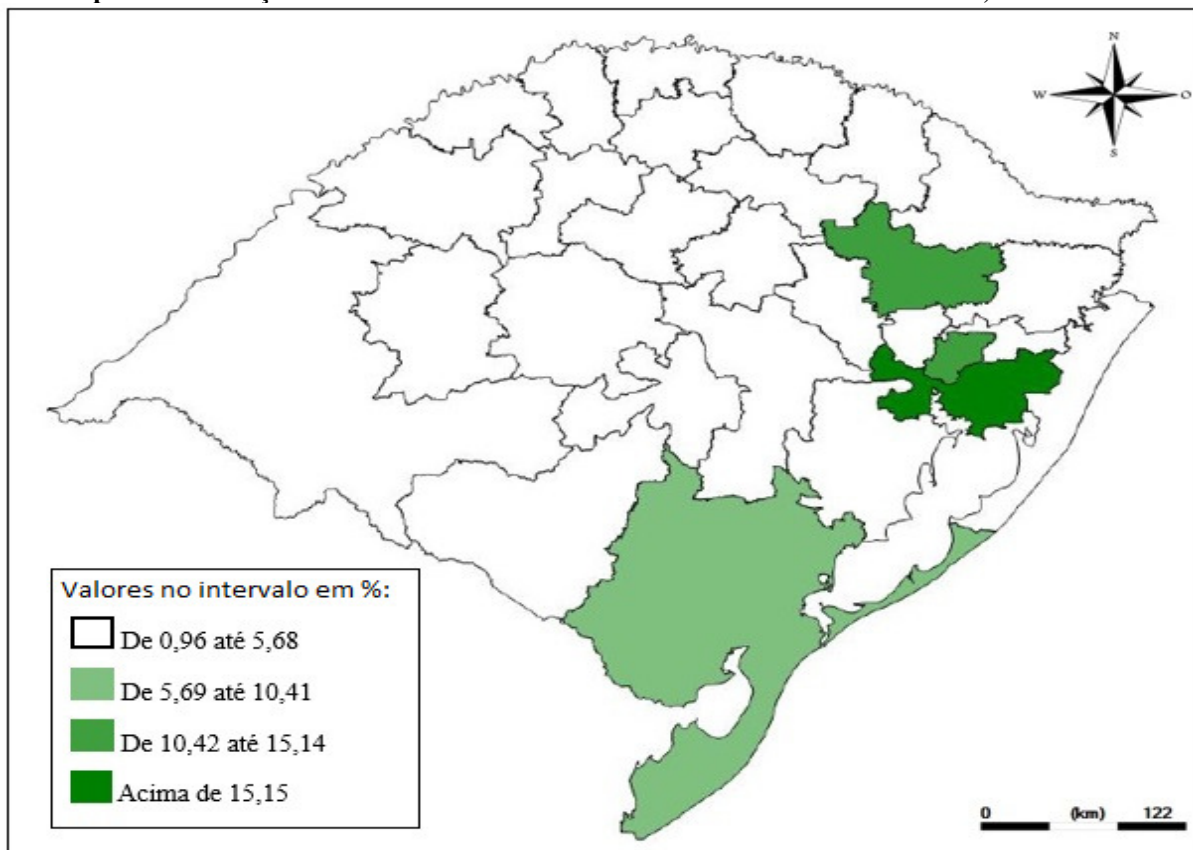 N
W O
S
Valores no intervalo em %:
De 0,96 até 5,68
De 5,69 até 10,41
De 10,42 até 15,14
Acima de 15,15
0 (km) 122